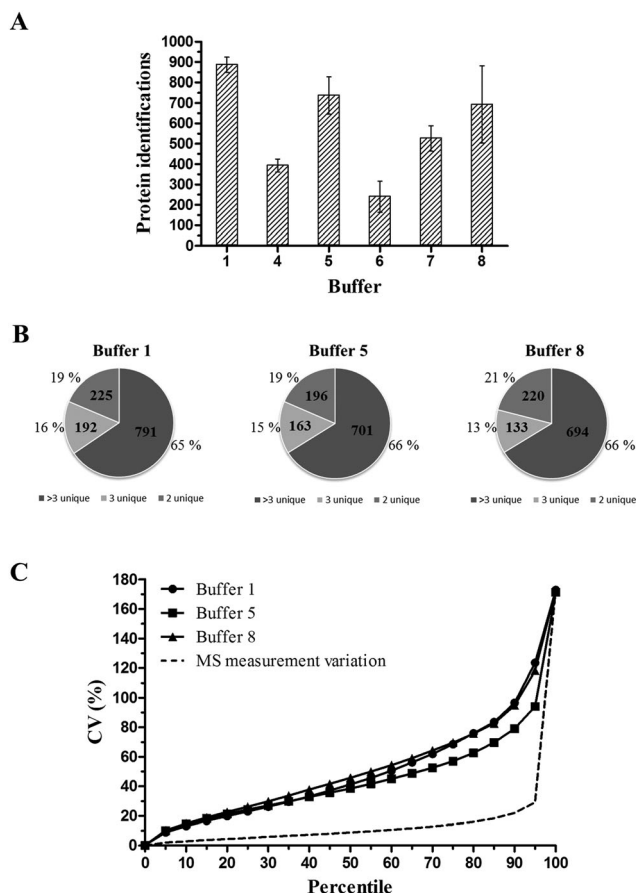 A
Protein identifications
1000
900
800
700
600
500
400
300
200
100
0
1 4 5 6 7 8
Buffer
B
Buffer 1
19 %
225
16 %
192
791
65 %
■ >3 unique ■ 3 unique ■ 2 unique
Buffer 5
19 %
196
15 %
163
701
66 %
■ >3 unique ■ 3 unique ■ 2 unique
Buffer 8
21 %
220
13 %
133
694
66 %
■ >3 unique ■ 3 unique ■ 2 unique
C
CV (%)
180
160
140
120
100
80
60
40
20
0
Buffer 1
Buffer 5
Buffer 8
MS measurement variation
0 10 20 30 40 50 60 70 80 90 100
Percentile